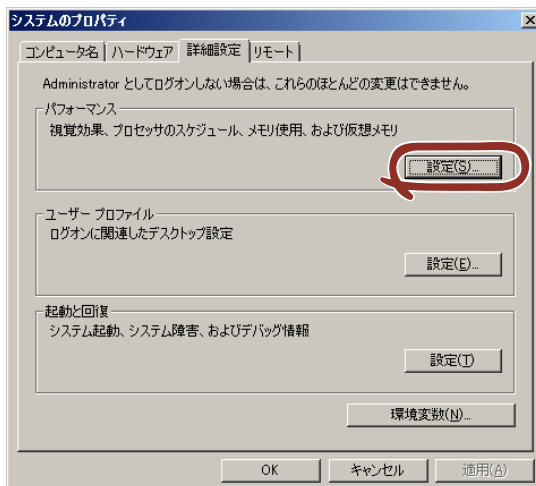 システムのプロパティ
コンピュータ名 ハードウェア 詳細設定 リモート
Administrator としてログオンしない場合は、これらのほとんどの変更はできません。
パフォーマンス
視覚効果、プロセッサのスケジュール、メモリ使用、および仮想メモリ
設定(S)...
ユーザー プロファイル
ログオンに関連したデスクトップ設定
設定(E)...
起動と回復
システム起動、システム障害、およびデバッグ情報
設定(T)
環境変数(N)...
OK キャンセル 適用(A)